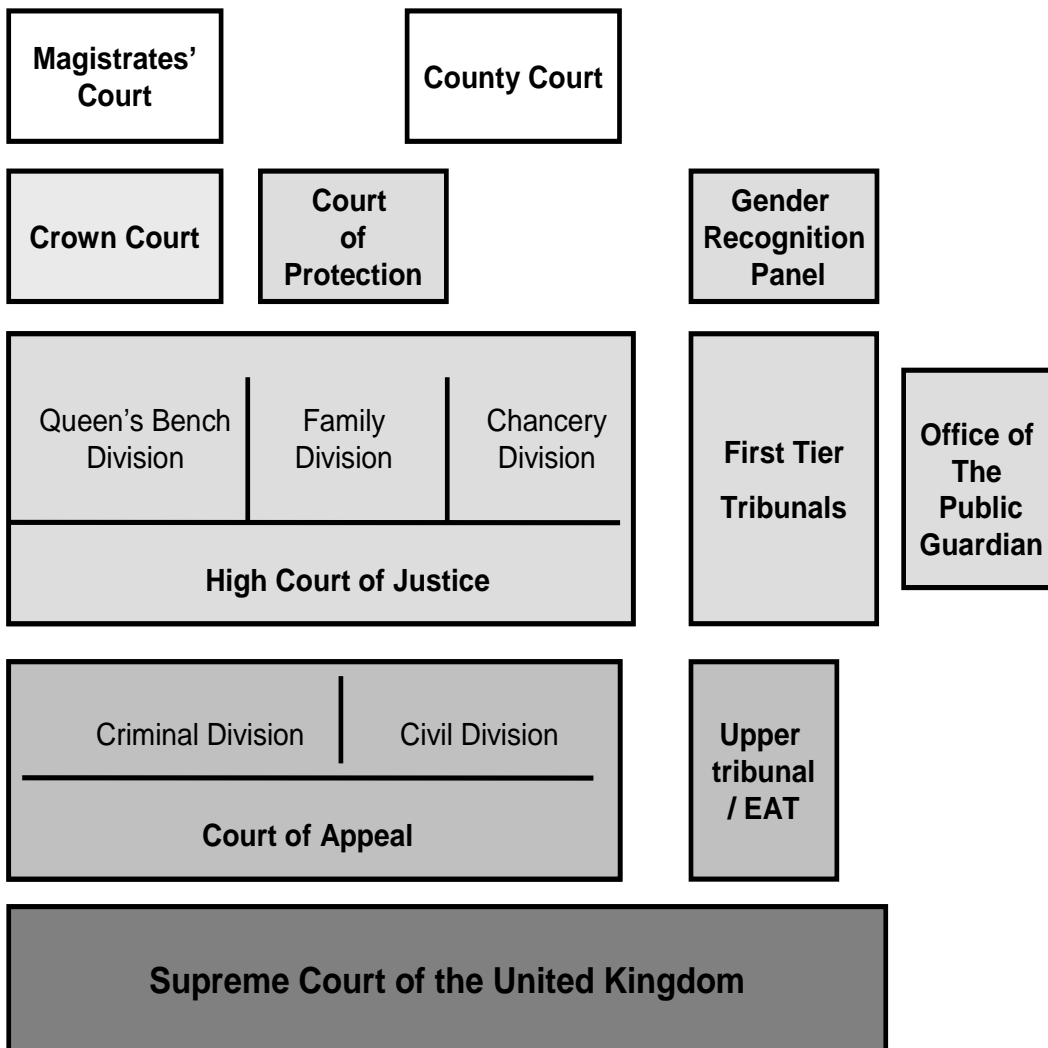 Magistrates’
Court
County Court
Crown Court
Court
of
Protection
Gender
Recognition
Panel
Queen’s Bench
Division
Family
Division
Chancery
Division
High Court of Justice
First Tier
Tribunals
Office of
The
Public
Guardian
Criminal Division
Civil Division
Court of Appeal
Upper
tribunal
/ EAT
Supreme Court of the United Kingdom